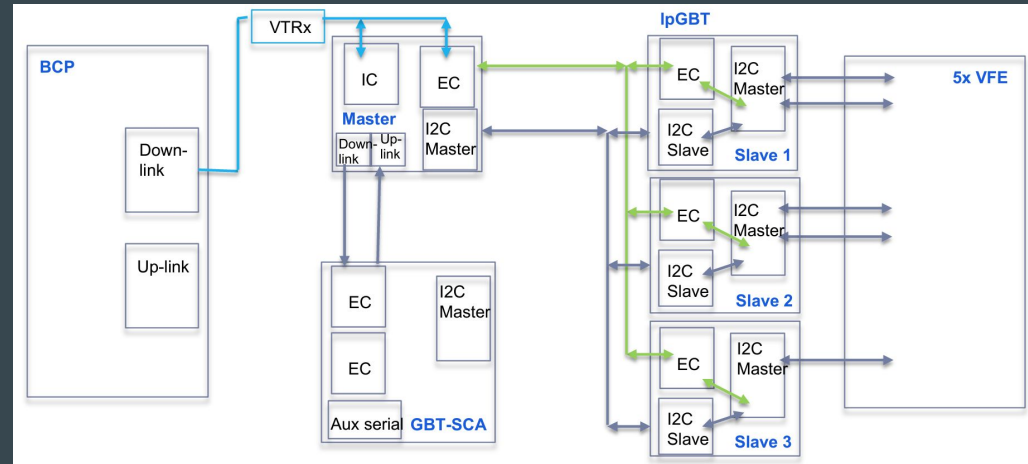 BCP
Down-
link
Up-link
VTRx
IC
EC
Master
Down-
link
Up-
link
I2C
Master
EC
EC
I2C
Master
Aux serial
GBT-SCA
lpGBT
EC
I2C
Master
I2C
Slave
Slave 1
EC
I2C
Master
I2C
Slave
Slave 2
EC
I2C
Master
I2C
Slave
Slave 3
5x VFE